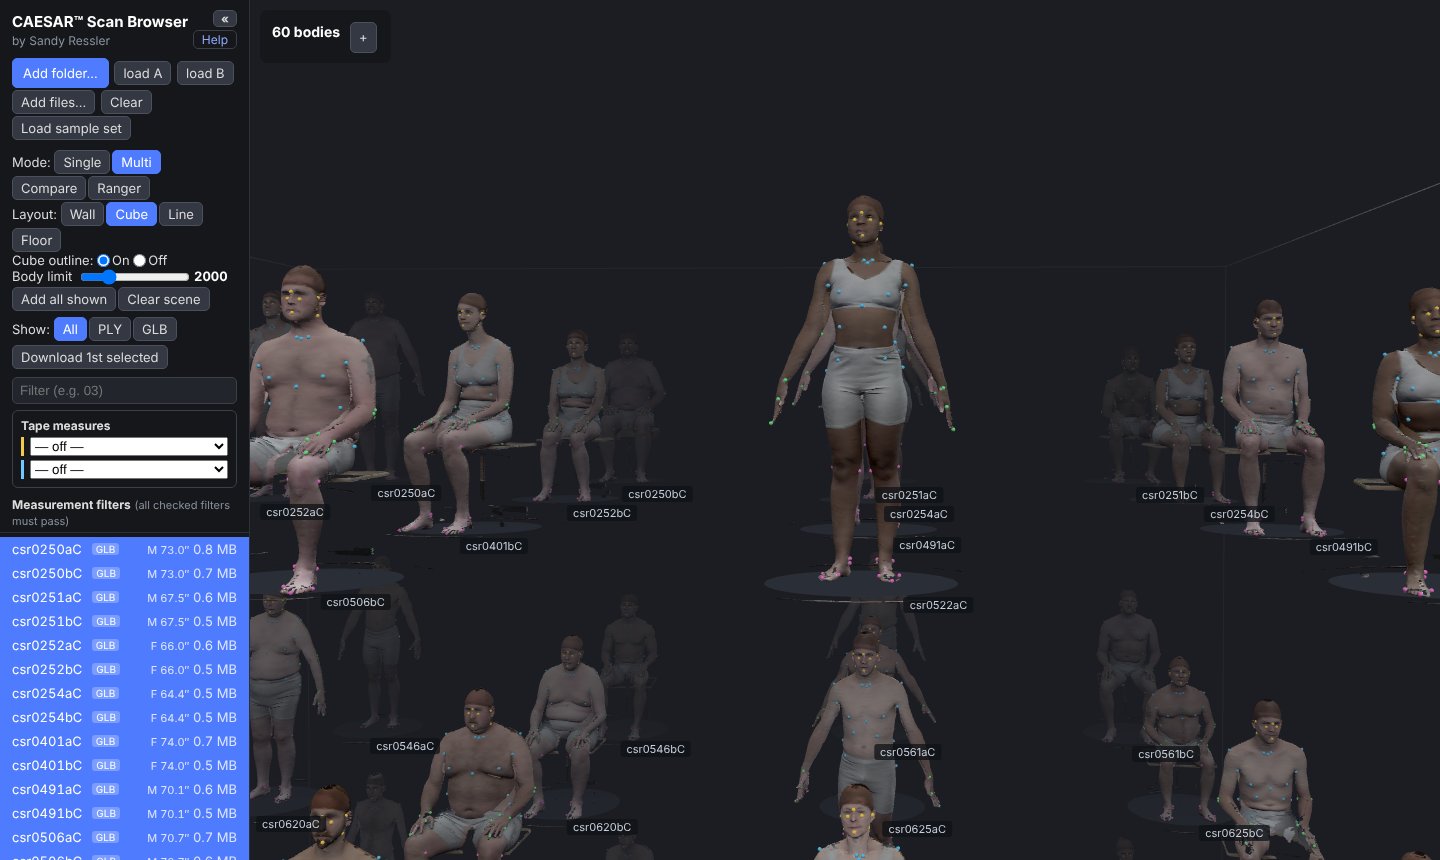 CAESAR™ Scan Browser «
by Sandy Ressler Help
Add folder... load A load B
Add files... Clear
Load sample set
Mode: Single Multi
Compare Ranger
Layout: Wall Cube Line
Floor
Cube outline: On Off
Body limit 2000
Add all shown Clear scene
Show: All PLY GLB
Download 1st selected
Filter (e.g. 03)
Tape measures
— off —
— off —
Measurement filters (all checked filters
must pass)
csr0250aC GLB M 73.0″ 0.8 MB
csr0250bC GLB M 73.0″ 0.7 MB
csr0251aC GLB M 67.5″ 0.6 MB
csr0251bC GLB M 67.5″ 0.5 MB
csr0252aC GLB F 66.0″ 0.6 MB
csr0252bC GLB F 66.0″ 0.5 MB
csr0254aC GLB F 64.4″ 0.5 MB
csr0254bC GLB F 64.4″ 0.5 MB
csr0401aC GLB F 74.0″ 0.7 MB
csr0401bC GLB F 74.0″ 0.5 MB
csr0491aC GLB M 70.1″ 0.6 MB
csr0491bC GLB M 70.1″ 0.5 MB
csr0506aC GLB M 70.7″ 0.7 MB
60 bodies +
csr0250aC
csr0250bC
csr0251aC
csr0251bC
csr0252aC
csr0252bC
csr0254aC
csr0254bC
csr0401bC
csr0491aC
csr0491bC
csr0506bC
csr0522aC
csr0546aC
csr0546bC
csr0561aC
csr0561bC
csr0620aC
csr0620bC
csr0625aC
csr0625bC